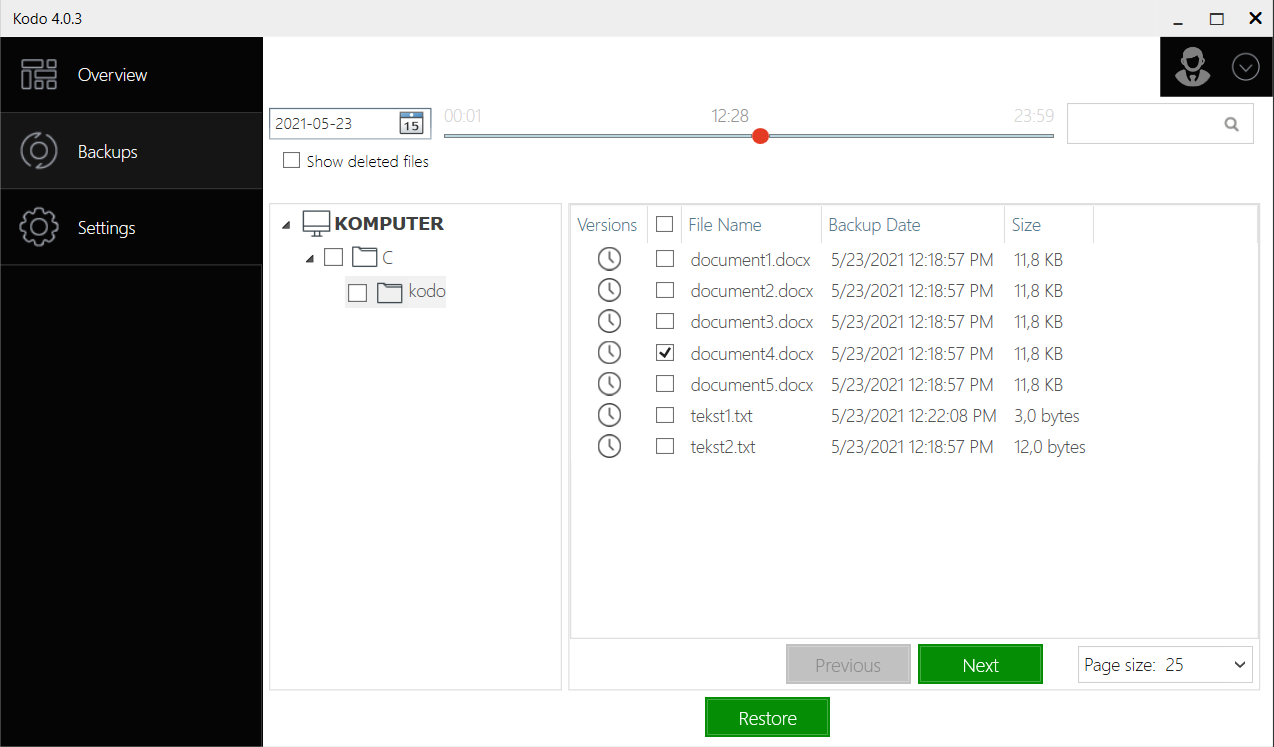 Kodo 4.0.3
Overview
Backups
Settings
2021-05-23
15
00:01
12:28
23:59
Show deleted files
KOMPUTER
C
kodo
Versions File Name Backup Date Size
document1.docx 5/23/2021 12:18:57 PM 11,8 KB
document2.docx 5/23/2021 12:18:57 PM 11,8 KB
document3.docx 5/23/2021 12:18:57 PM 11,8 KB
document4.docx 5/23/2021 12:18:57 PM 11,8 KB
document5.docx 5/23/2021 12:18:57 PM 11,8 KB
tekst1.txt 5/23/2021 12:22:08 PM 3,0 bytes
tekst2.txt 5/23/2021 12:18:57 PM 12,0 bytes
Previous
Next
Page size: 25
Restore